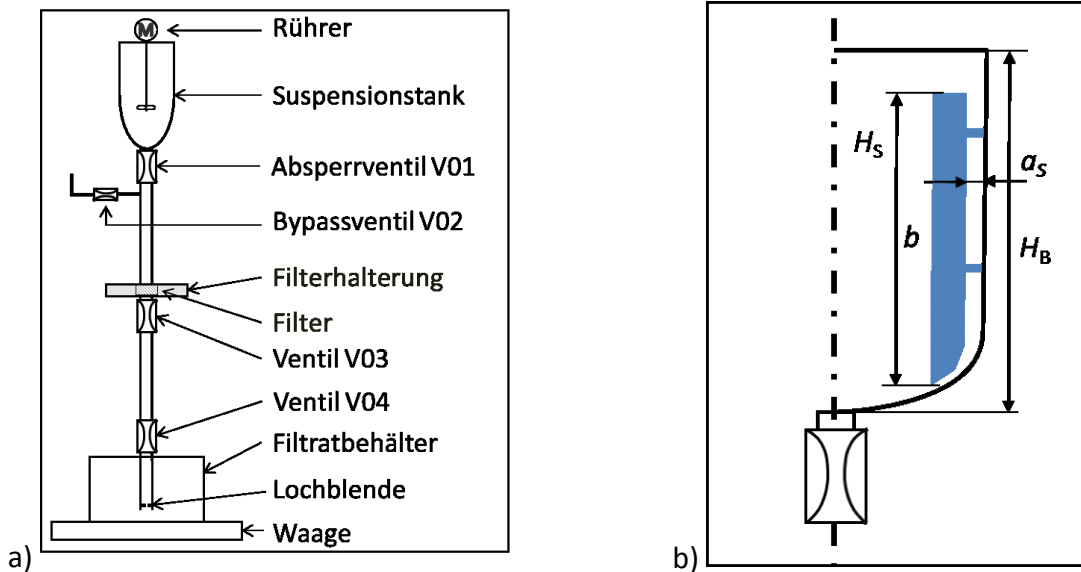 M
Rührer
Suspensionstank
Absperrventil V01
Bypassventil V02
Filterhalterung
Filter
Ventil V03
Ventil V04
Filtratbehälter
Lochblende
Waage
a)
H_S
a_S
b
H_B
b)